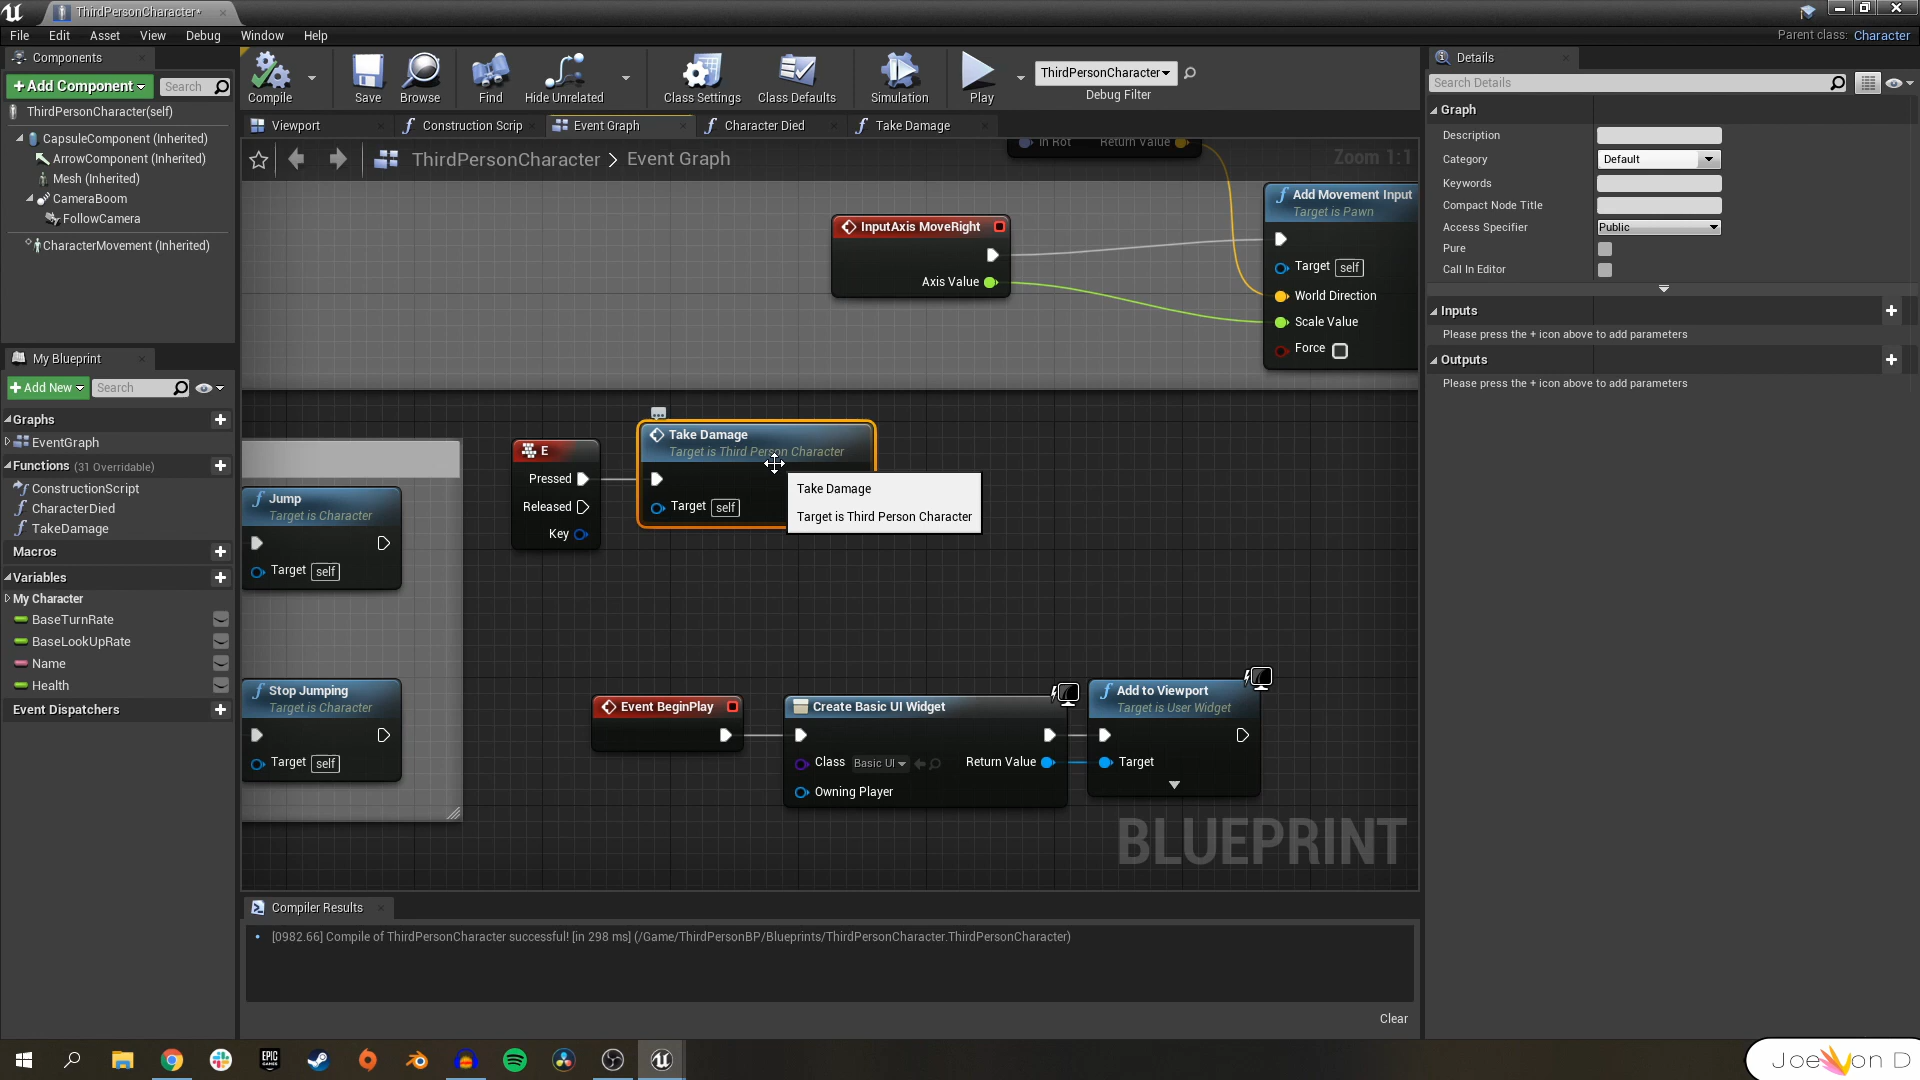 ThirdPersonCharacter*
File Edit Asset View Debug Window Help
Parent class: Character
Components
+Add Component
Search
ThirdPersonCharacter(self)
CapsuleComponent (Inherited)
ArrowComponent (Inherited)
Mesh (Inherited)
CameraBoom
FollowCamera
CharacterMovement (Inherited)
My Blueprint
+Add New
Search
Graphs
EventGraph
Functions (31 Overridable)
ConstructionScript
CharacterDied
TakeDamage
Macros
Variables
My Character
BaseTurnRate
BaseLookUpRate
Name
Health
Event Dispatchers
Compile Save Browse Find Hide Unrelated Class Settings Class Defaults Simulation Play
ThirdPersonCharacter
Debug Filter
Viewport Construction Scrip Event Graph Character Died Take Damage
ThirdPersonCharacter > Event Graph
Zoom 1:1
In Rot Return Value
InputAxis MoveRight
Axis Value
Add Movement Input
Target is Pawn
Target self
World Direction
Scale Value
Force
E
Pressed
Released
Key
Take Damage
Target is Third Person Character
Target self
Take Damage
Target is Third Person Character
Jump
Target is Character
Target self
Stop Jumping
Target is Character
Target self
Event BeginPlay
Create Basic UI Widget
Class Basic UI
Return Value
Owning Player
Add to Viewport
Target is User Widget
Target
BLUEPRINT
Compiler Results
[0982.66] Compile of ThirdPersonCharacter successful! [in 298 ms] (/Game/ThirdPersonBP/Blueprints/ThirdPersonCharacter.ThirdPersonCharacter)
Clear
Details
Search Details
Graph
Description
Category Default
Keywords
Compact Node Title
Access Specifier Public
Pure
Call In Editor
Inputs
Please press the + icon above to add parameters
Outputs
Please press the + icon above to add parameters
EPIC
GAMES
Joe Von D